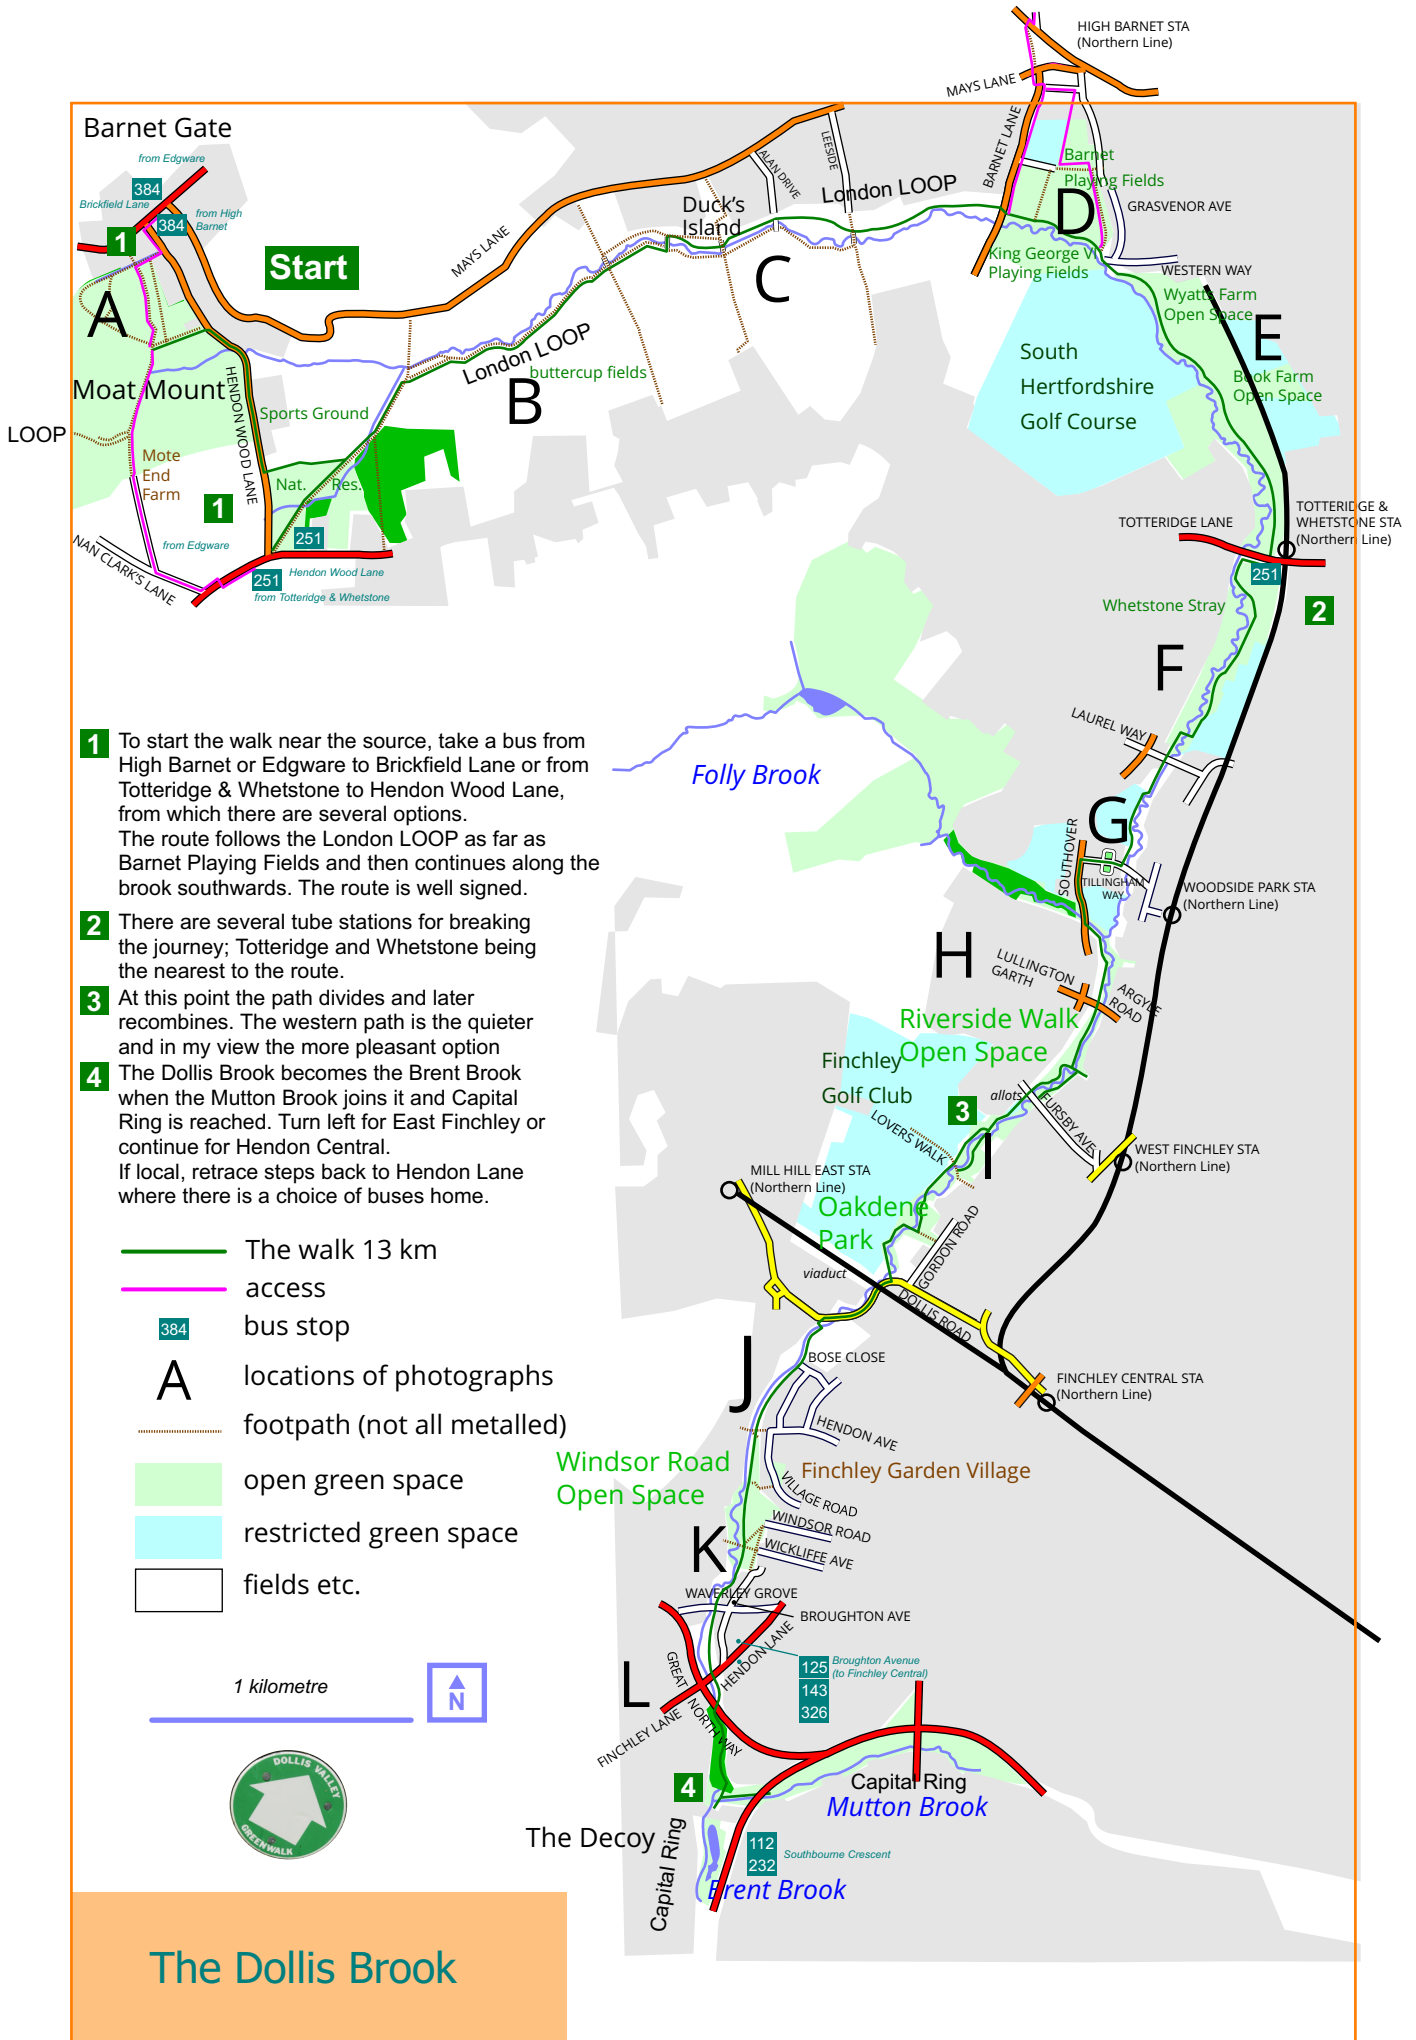 HIGH BARNET STA
(Northern Line)
MAYS LANE
Barnet Gate
from Edgware
384
Brickfield Lane
384
from High
Barnet
1
Start
A
MAYS LANE
ALAN DRIVE
LEESIDE
Duck's
Island
London LOOP
C
BARNET LANE
Barnet
Playing Fields
D
GRASVENOR AVE
King George VI
Playing Fields
WESTERN WAY
Wyatts Farm
Open Space
E
Book Farm
Open Space
South
Hertfordshire
Golf Course
London LOOP
buttercup fields
B
Moat Mount
HENDON WOOD LANE
Sports Ground
LOOP
Mote
End
Farm
Nat. Res.
1
251
from Edgware
NAN CLARK'S LANE
251
Hendon Wood Lane
from Totteridge & Whetstone
TOTTERIDGE LANE
TOTTERIDGE &
WHETSTONE STA
(Northern Line)
251
2
Whetstone Stray
F
LAUREL WAY
Folly Brook
G
SOUTHOVER
TILLINGHAM
WAY
WOODSIDE PARK STA
(Northern Line)
H
LULLINGTON
GARTH
ARGYLE
ROAD
Riverside Walk
Open Space
Finchley
Golf Club
3
allots
LOVERS WALK
FURSBY AVE
I
WEST FINCHLEY STA
(Northern Line)
MILL HILL EAST STA
(Northern Line)
Oakdene
Park
GORDON ROAD
viaduct
DOLLIS ROAD
J
BOSE CLOSE
FINCHLEY CENTRAL STA
(Northern Line)
HENDON AVE
Windsor Road
Open Space
Finchley Garden Village
VILLAGE ROAD
WINDSOR ROAD
K
WICKLIFFE AVE
WAVERLEY GROVE
BROUGHTON AVE
HENDON LANE
GREAT NORTH WAY
L
FINCHLEY LANE
125
143
326
Broughton Avenue
(to Finchley Central)
4
Capital Ring
Mutton Brook
The Decoy
Capital Ring
112
232
Southbourne Crescent
Brent Brook
1 To start the walk near the source, take a bus from
High Barnet or Edgware to Brickfield Lane or from
Totteridge & Whetstone to Hendon Wood Lane,
from which there are several options.
The route follows the London LOOP as far as
Barnet Playing Fields and then continues along the
brook southwards. The route is well signed.
2 There are several tube stations for breaking
the journey; Totteridge and Whetstone being
the nearest to the route.
3 At this point the path divides and later
recombines. The western path is the quieter
and in my view the more pleasant option
4 The Dollis Brook becomes the Brent Brook
when the Mutton Brook joins it and Capital
Ring is reached. Turn left for East Finchley or
continue for Hendon Central.
If local, retrace steps back to Hendon Lane
where there is a choice of buses home.
The walk 13 km
access
384 bus stop
A locations of photographs
footpath (not all metalled)
open green space
restricted green space
fields etc.
1 kilometre
N
DOLLIS VALLEY
GREENWALK
The Dollis Brook